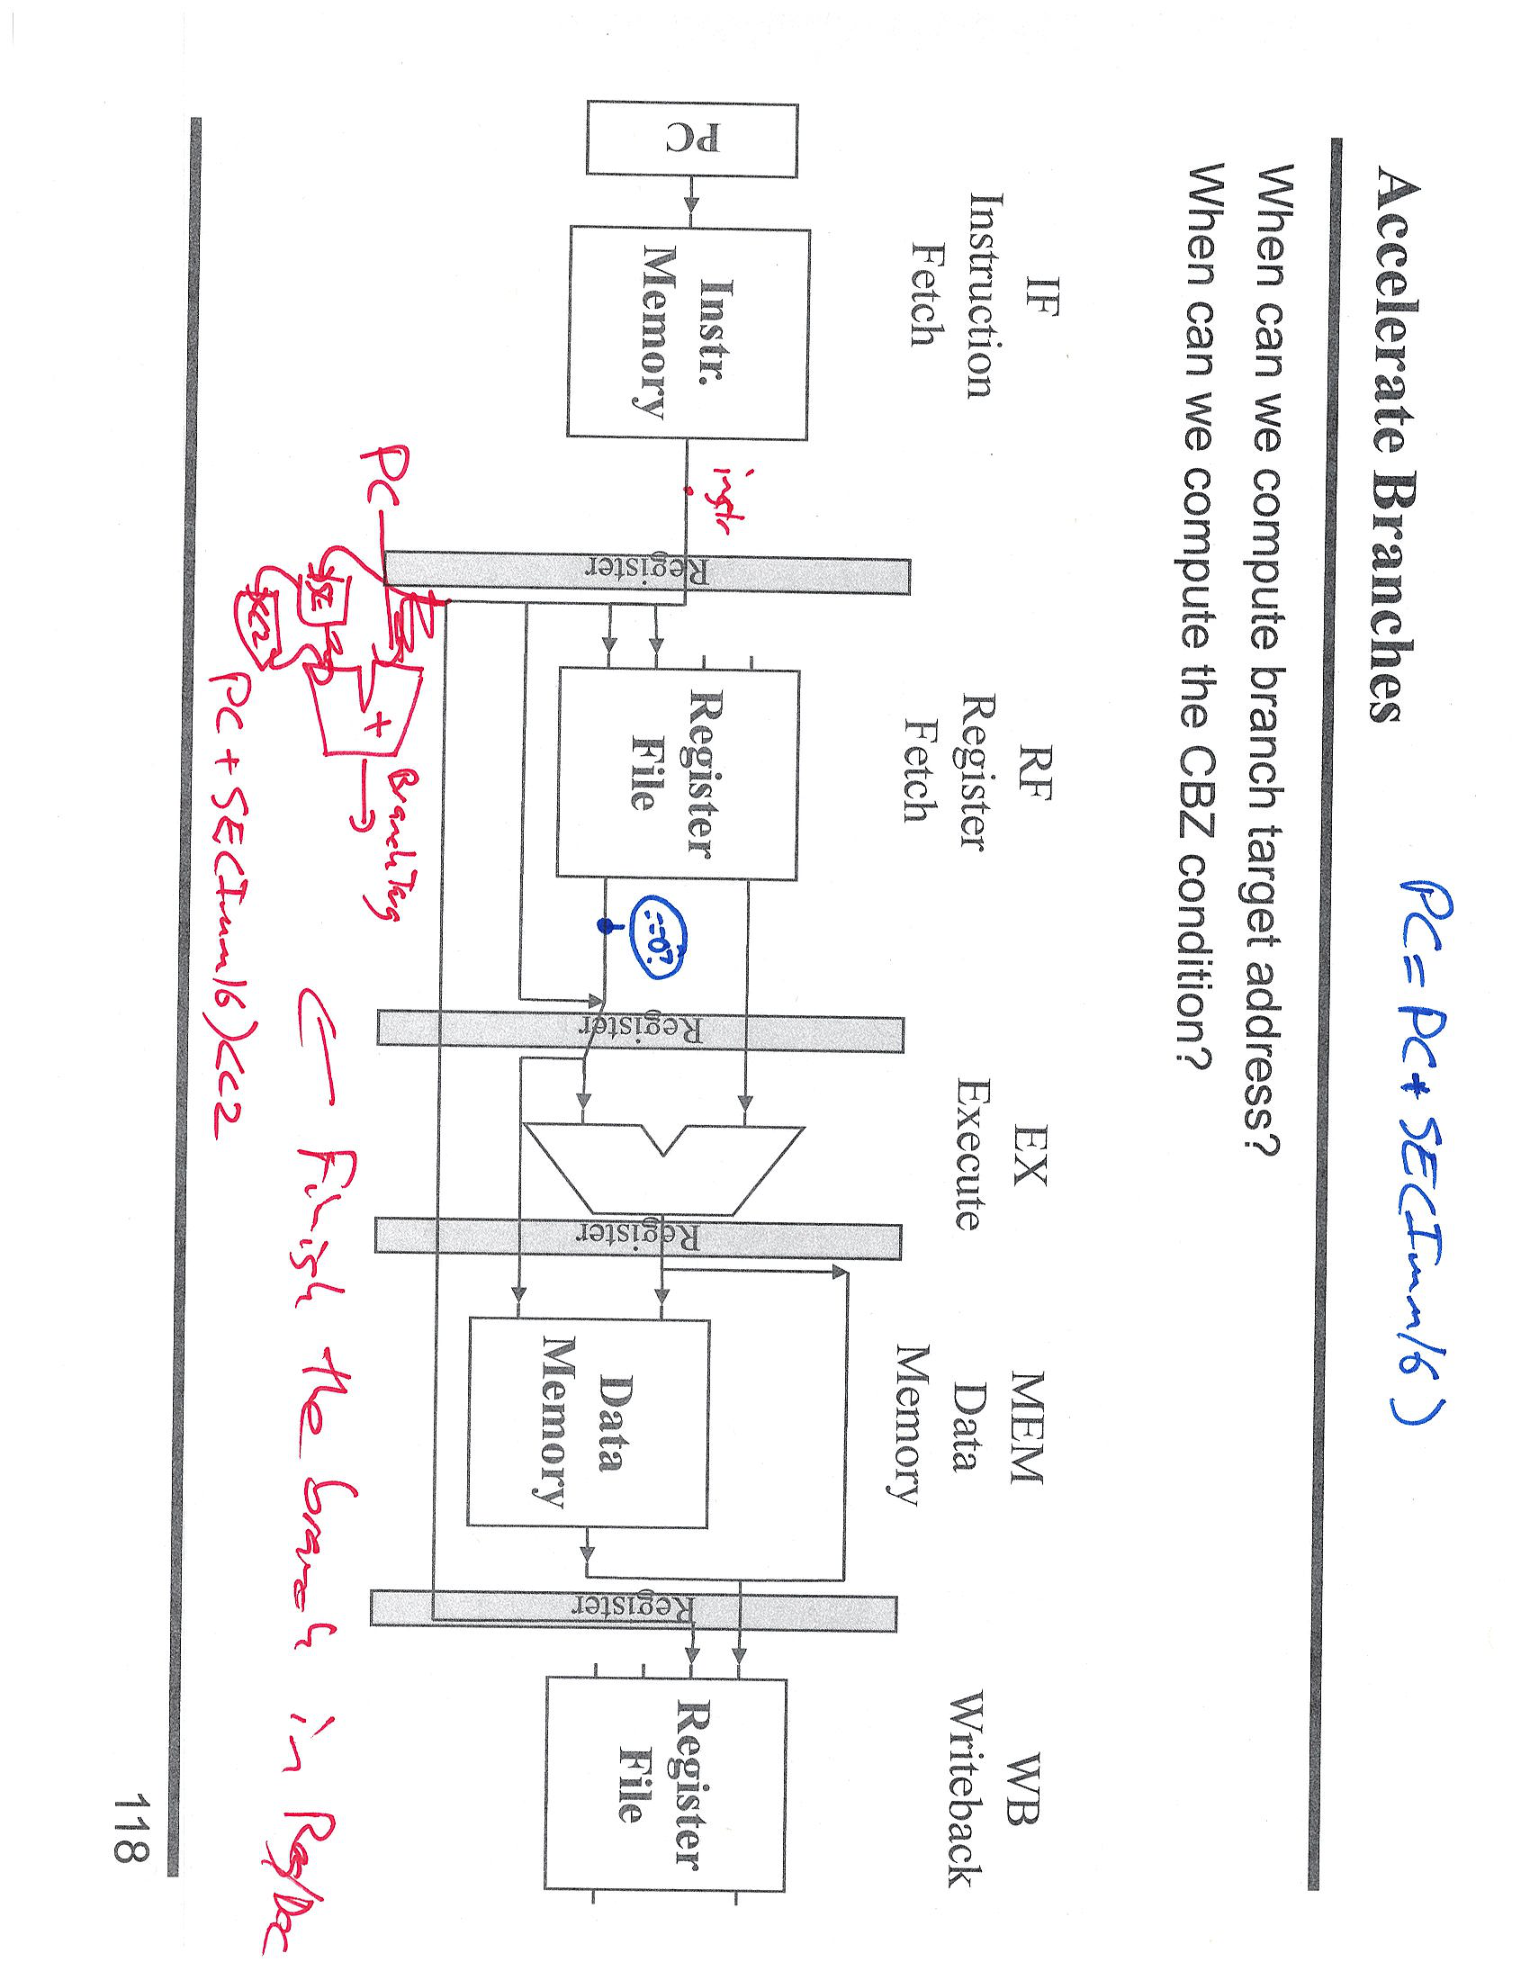 Accelerate Branches
PC = PC + SE(Imm16)
When can we compute branch target address?
When can we compute the CBZ condition?
IF
Instruction
Fetch
RF
Register
Fetch
EX
Execute
MEM
Data
Memory
WB
Writeback
PC
Instr.
Memory
instr
Register
Register
File
==0?
Register
Register
Data
Memory
Register
Register
File
PC
SE
<<2
+
Branch Targ
PC + SE(Imm16)<<2
← Finish the branch in Reg/Dec
118